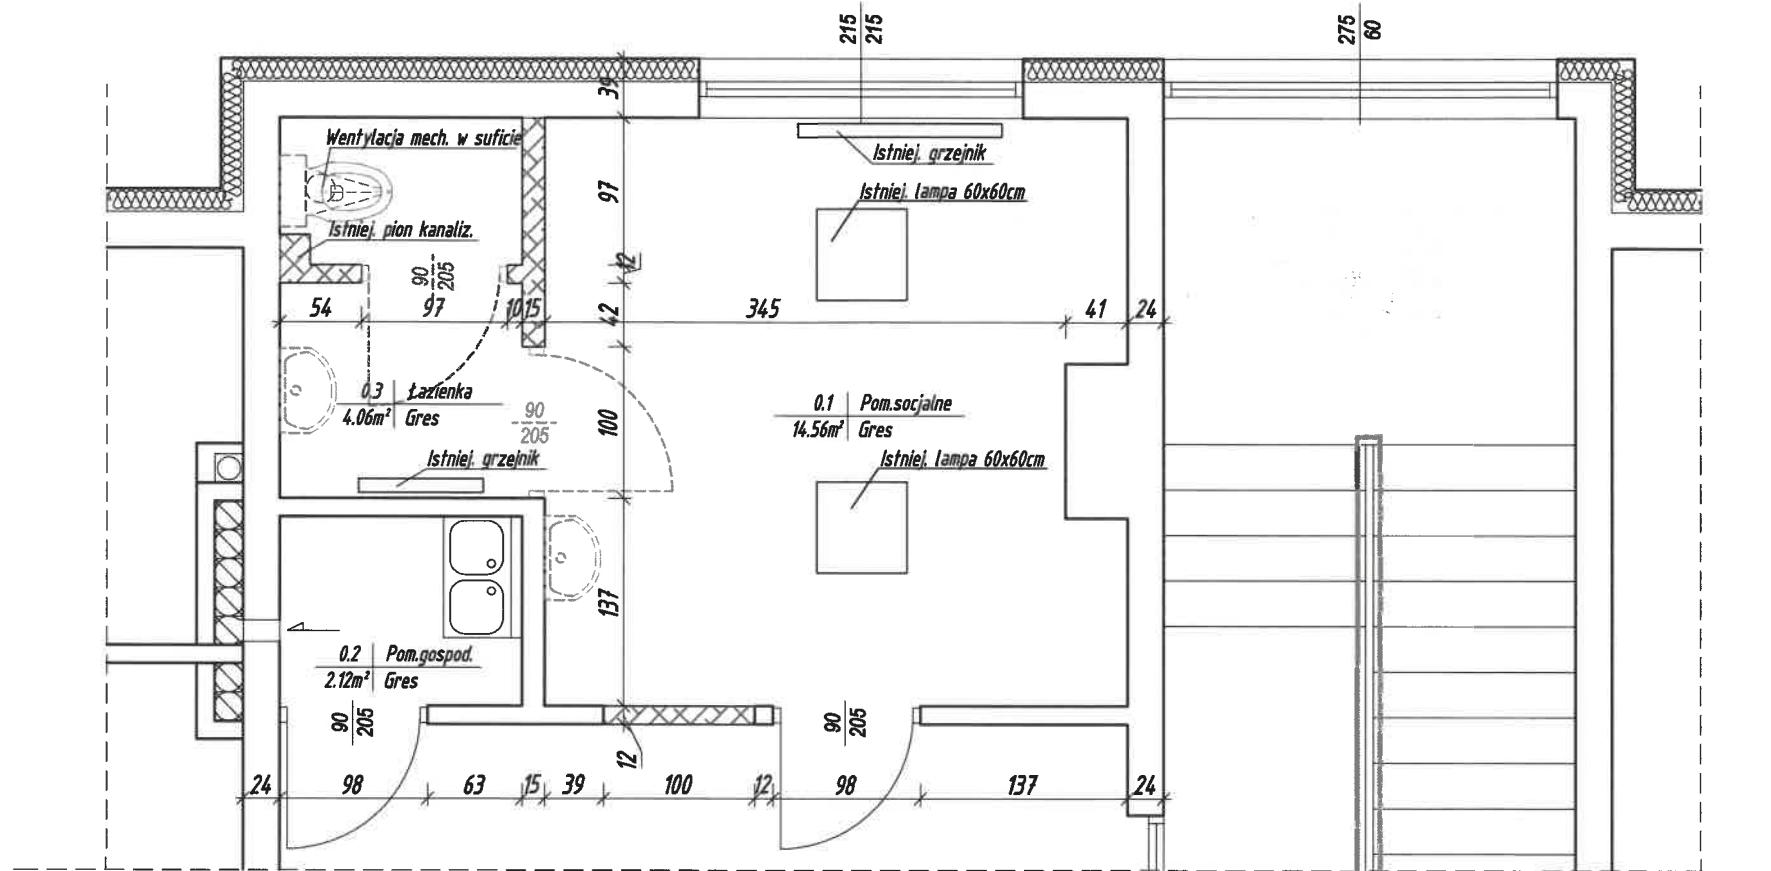 215
215
275
60
39
Wentylacja mech. w suficie
Istniej. grzejnik
97
Istniej. lampa 60x60cm
Istniej. pion kanaliz.
90
205
12
54
97
10
15
42
345
41
24
0.3
Łazienka
4.06m²
Gres
90
205
100
0.1
Pom.socjalne
14.56m²
Gres
Istniej. grzejnik
Istniej. lampa 60x60cm
137
0.2
Pom.gospod.
2.12m²
Gres
90
205
90
205
12
24
98
63
15
39
100
12
98
137
24